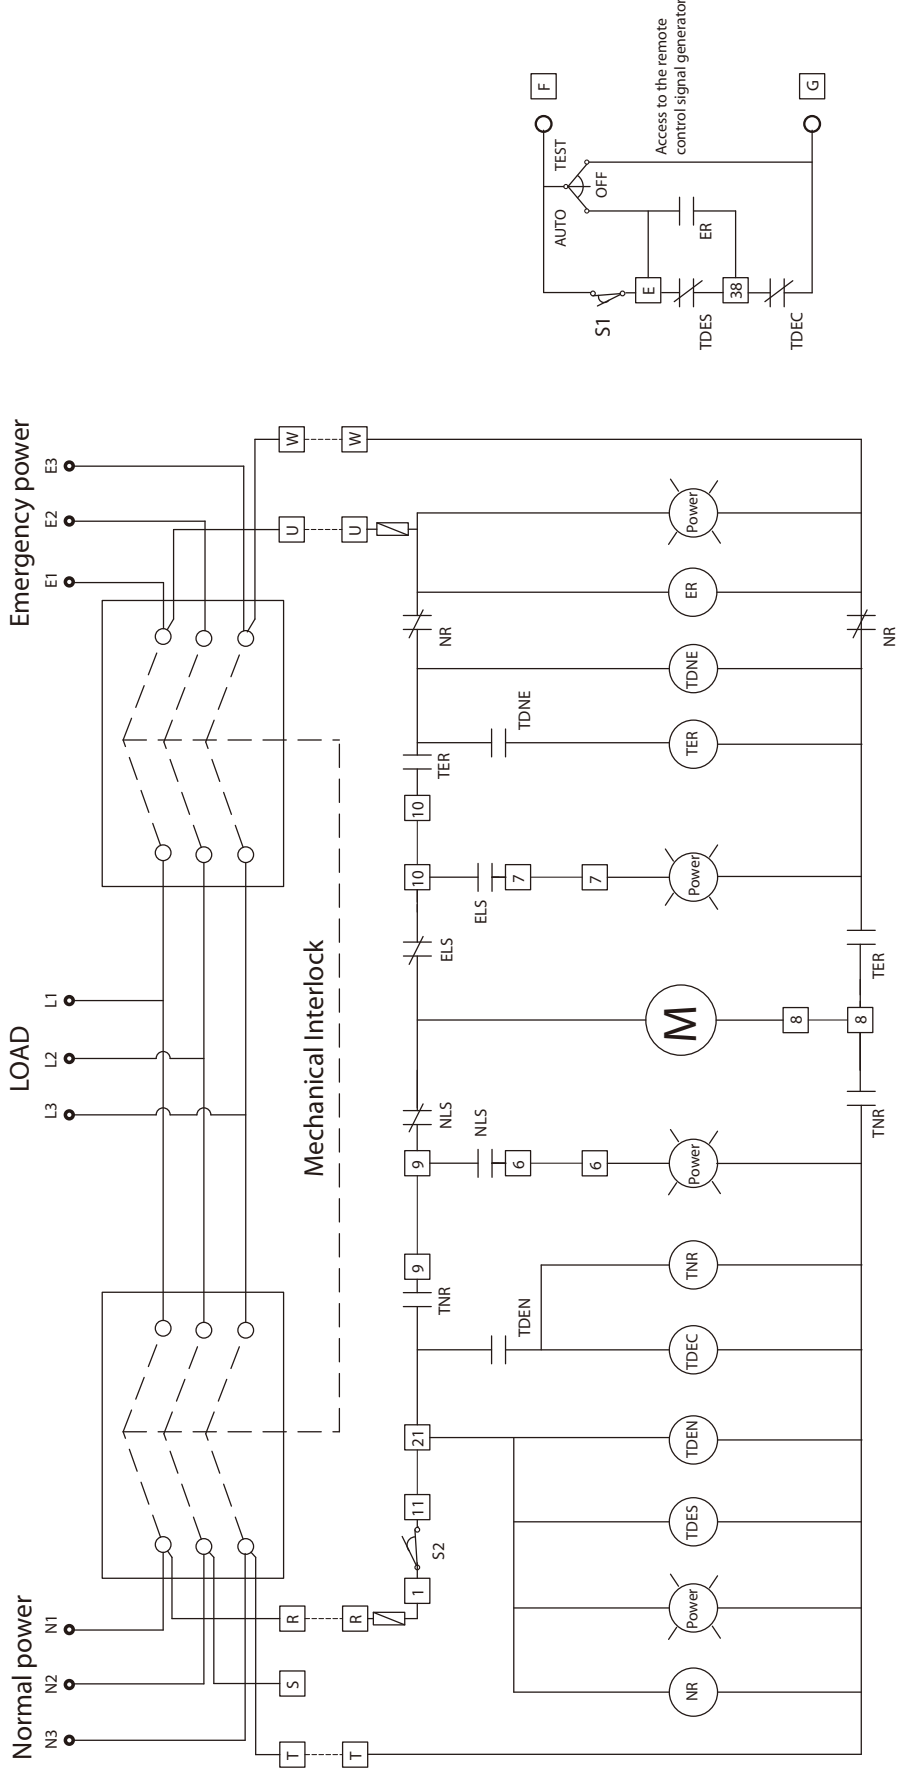 Normal power
N3
N2
N1
LOAD
L3
L2
L1
Emergency power
E1
E2
E3
Mechanical Interlock
T
S
R
U
W
T
R
U
W
1
S2
11
21
TNR
9
9
NLS
ELS
10
10
TER
NR
TDEN
NLS
6
6
ELS
7
7
TDNE
NR
Power
TDES
TDEN
TDEC
TNR
Power
M
Power
TER
TDNE
ER
Power
8
8
TNR
TER
NR
F
G
AUTO
TEST
OFF
Access to the remote
control signal generator
S1
E
ER
TDES
38
TDEC